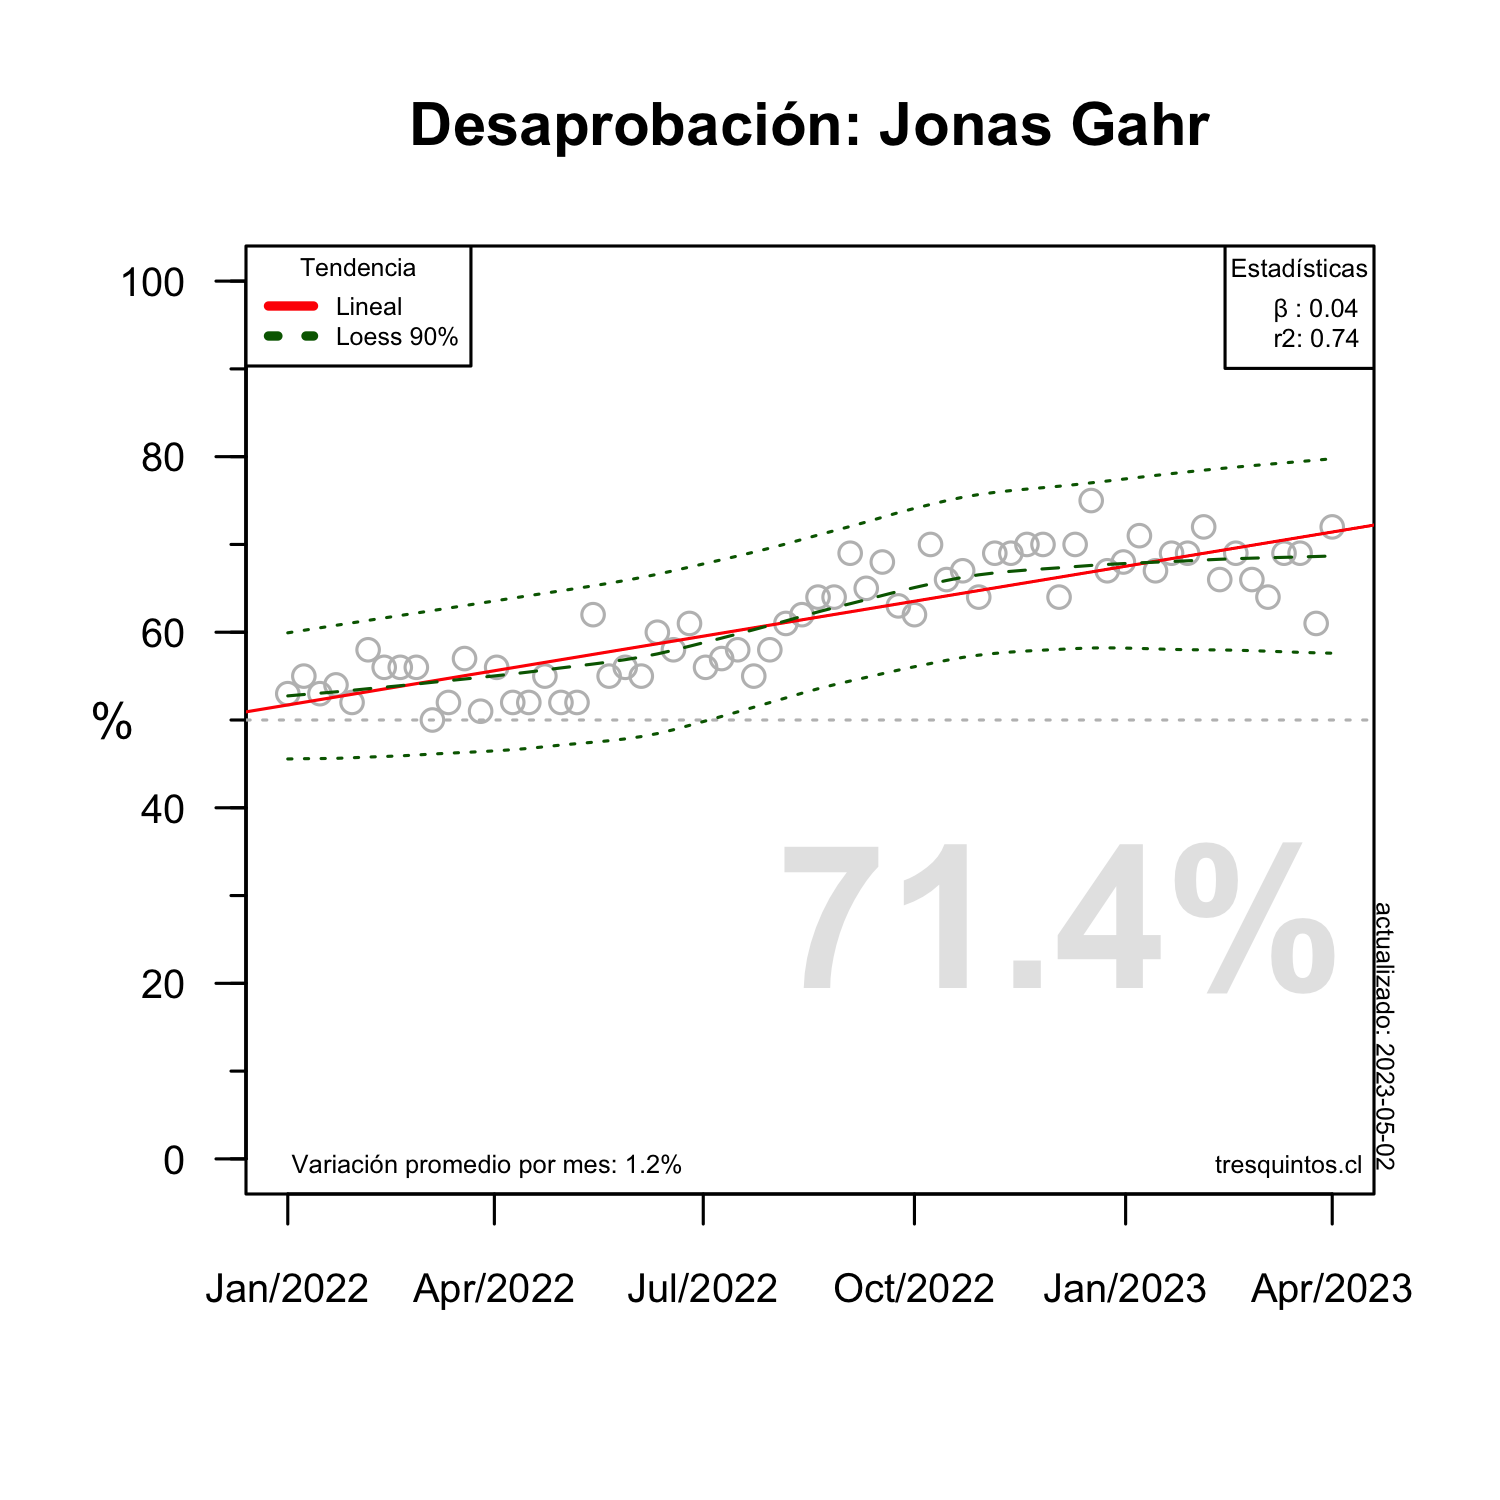 Desaprobación: Jonas Gahr
Tendencia
Lineal
Loess 90%
Estadísticas
β : 0.04
r2: 0.74
100
80
60
%
40
20
0
71.4%
actualizado: 2023-05-02
Variación promedio por mes: 1.2%
tresquintos.cl
Jan/2022
Apr/2022
Jul/2022
Oct/2022
Jan/2023
Apr/2023